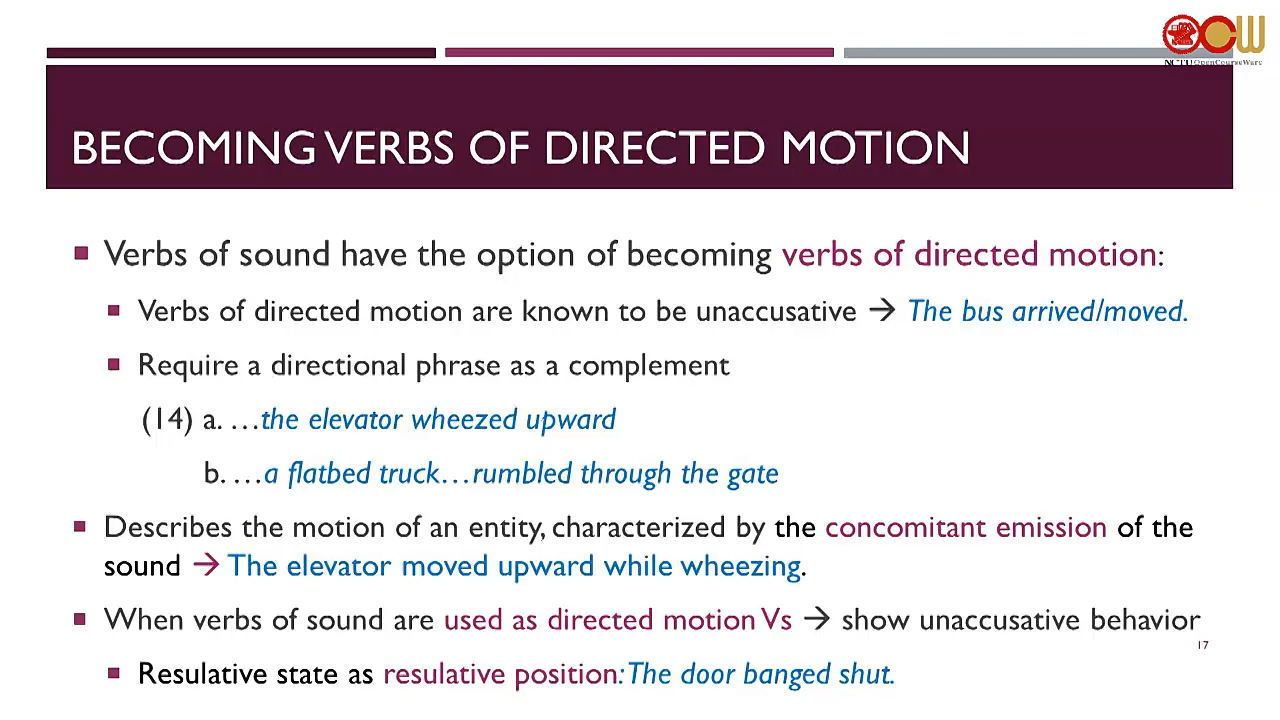 NCTU OpenCourseWare
BECOMING VERBS OF DIRECTED MOTION
Verbs of sound have the option of becoming verbs of directed motion:
Verbs of directed motion are known to be unaccusative → The bus arrived/moved.
Require a directional phrase as a complement
(14) a. …the elevator wheezed upward
b. …a flatbed truck…rumbled through the gate
Describes the motion of an entity, characterized by the concomitant emission of the
sound → The elevator moved upward while wheezing.
When verbs of sound are used as directed motion Vs → show unaccusative behavior
17
Resulative state as resulative position: The door banged shut.